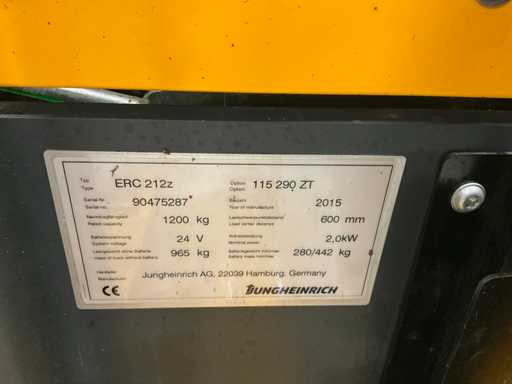 Typ Type ERC 212z Option Option 115 290 ZT
Serial-Nr. Serial-no. 90475287 Baujahr Year of manufacture 2015
Nenntragfähigkeit Rated capacity 1200 kg Lastschwerpunktabstand Load center distance 600 mm
Batteriespannung System voltage 24 V Antriebsleistung Nominal power 2,0kW
Leergewicht ohne Batterie Mass of truck without battery 965 kg Batteriegewicht min/max Battery mass min/max 280/442 kg
Hersteller Manufacturer Jungheinrich AG, 22039 Hamburg, Germany
CE JUNGHEINRICH